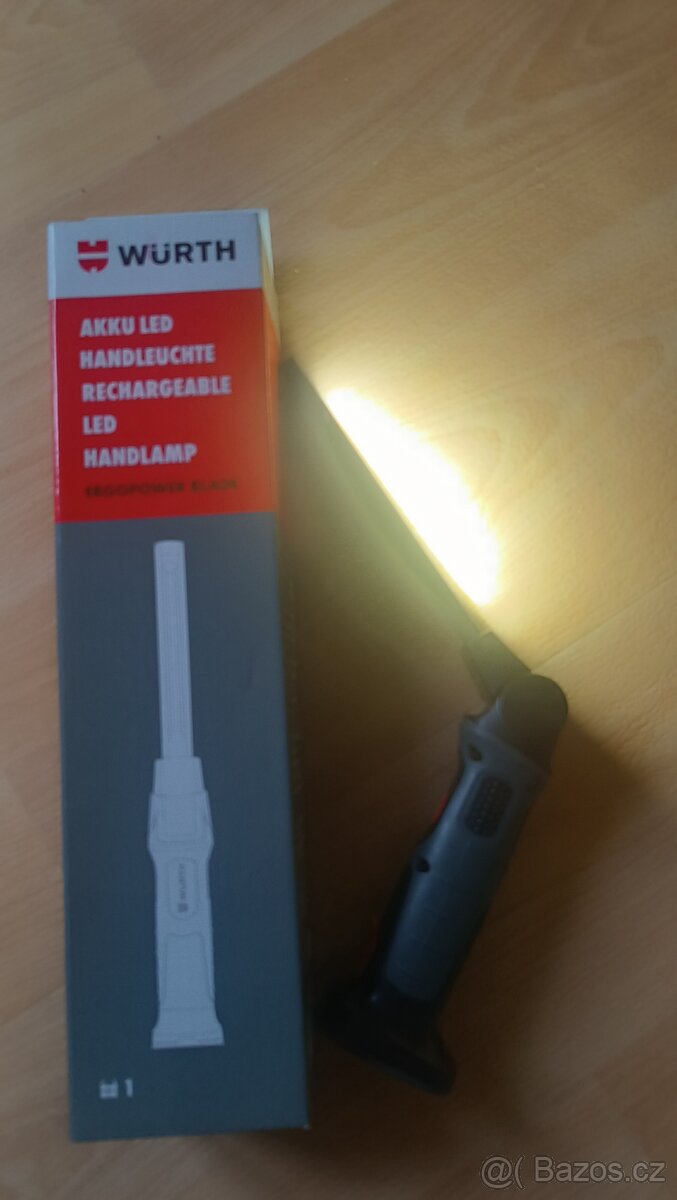 WÜRTH
AKKU LED
HANDLEUCHTE
RECHARGEABLE
LED
HANDLAMP
ERGOPOWER BLADE
WÜRTH
1
@( Bazos.cz